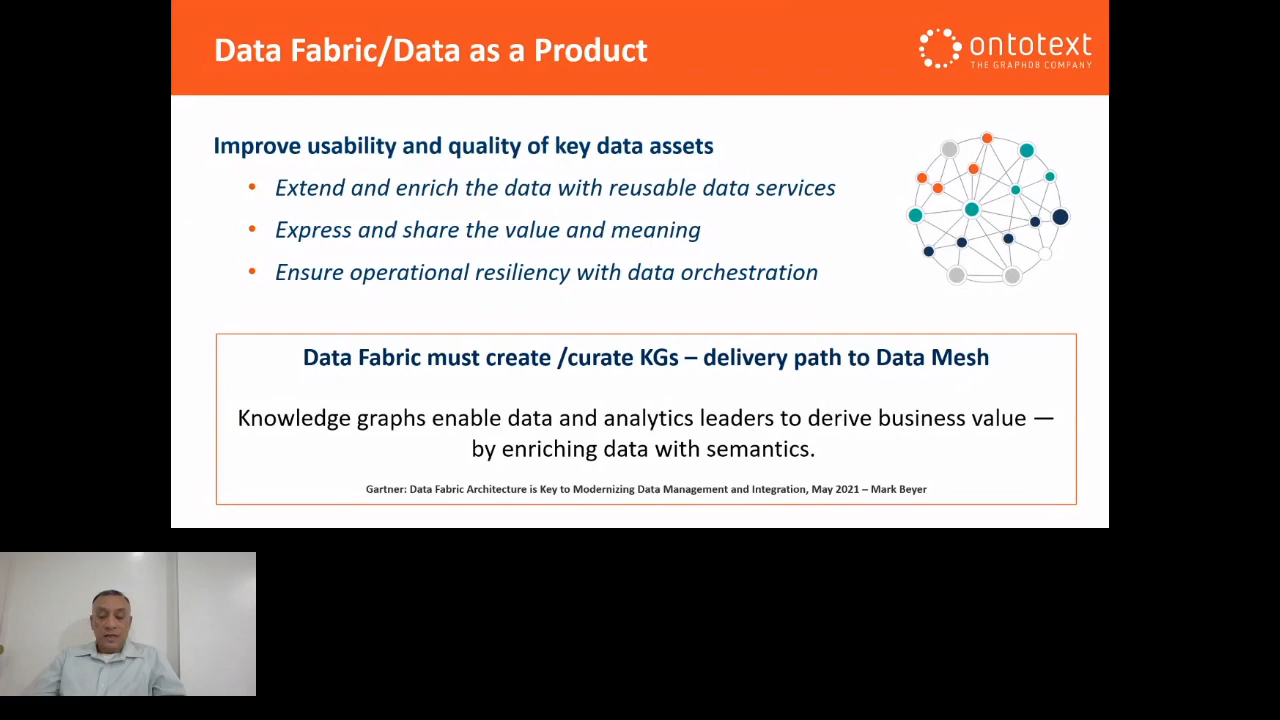 Data Fabric/Data as a Product
ontotext
THE GRAPHDB COMPANY
Improve usability and quality of key data assets
• Extend and enrich the data with reusable data services
• Express and share the value and meaning
• Ensure operational resiliency with data orchestration
Data Fabric must create /curate KGs – delivery path to Data Mesh
Knowledge graphs enable data and analytics leaders to derive business value —
by enriching data with semantics.
Gartner: Data Fabric Architecture is Key to Modernizing Data Management and Integration, May 2021 – Mark Beyer